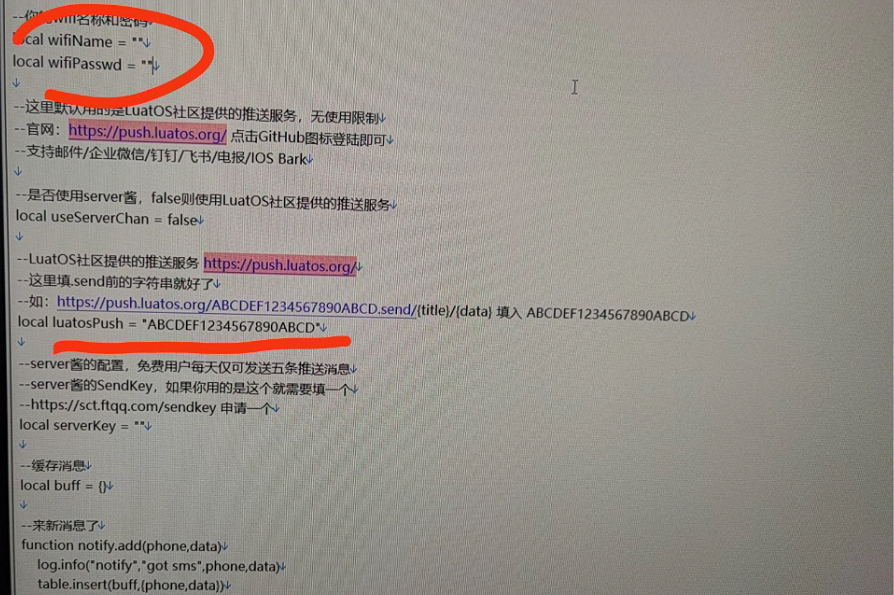 --你的wifi名称和密码↓
local wifiName = ""↓
local wifiPasswd = ""↓
↓
--这里默认用的是LuatOS社区提供的推送服务，无使用限制↓
--官网：https://push.luatos.org/ 点击GitHub图标登陆即可↓
--支持邮件/企业微信/钉钉/飞书/电报/IOS Bark↓
↓
--是否使用server酱，false则使用LuatOS社区提供的推送服务↓
local useServerChan = false↓
↓
--LuatOS社区提供的推送服务 https://push.luatos.org/↓
--这里填.send前的字符串就好了↓
--如：https://push.luatos.org/ABCDEF1234567890ABCD.send/{title}/{data} 填入 ABCDEF1234567890ABCD↓
local luatosPush = "ABCDEF1234567890ABCD"↓
↓
--server酱的配置，免费用户每天仅可发送五条推送消息↓
--server酱的SendKey，如果你用的是这个就需要填一个↓
--https://sct.ftqq.com/sendkey 申请一个↓
local serverKey = ""↓
↓
--缓存消息↓
local buff = {}↓
↓
--来新消息了↓
function notify.add(phone,data)↓
log.info("notify","got sms",phone,data)↓
table.insert(buff,{phone,data})↓